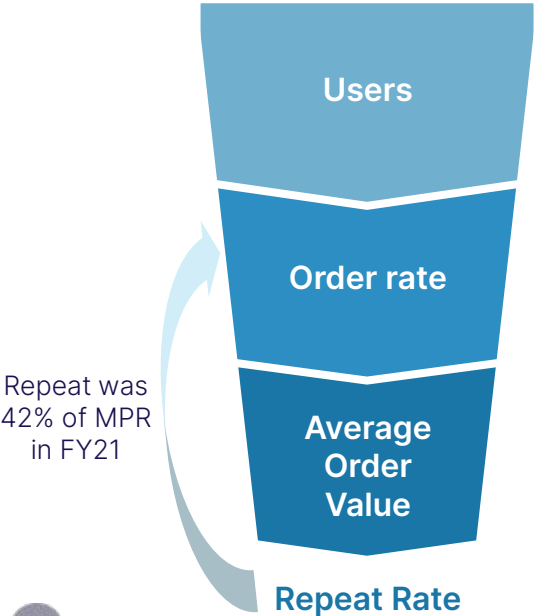 Users
Order rate
Repeat was
42% of MPR
in FY21
Average
Order
Value
Repeat Rate